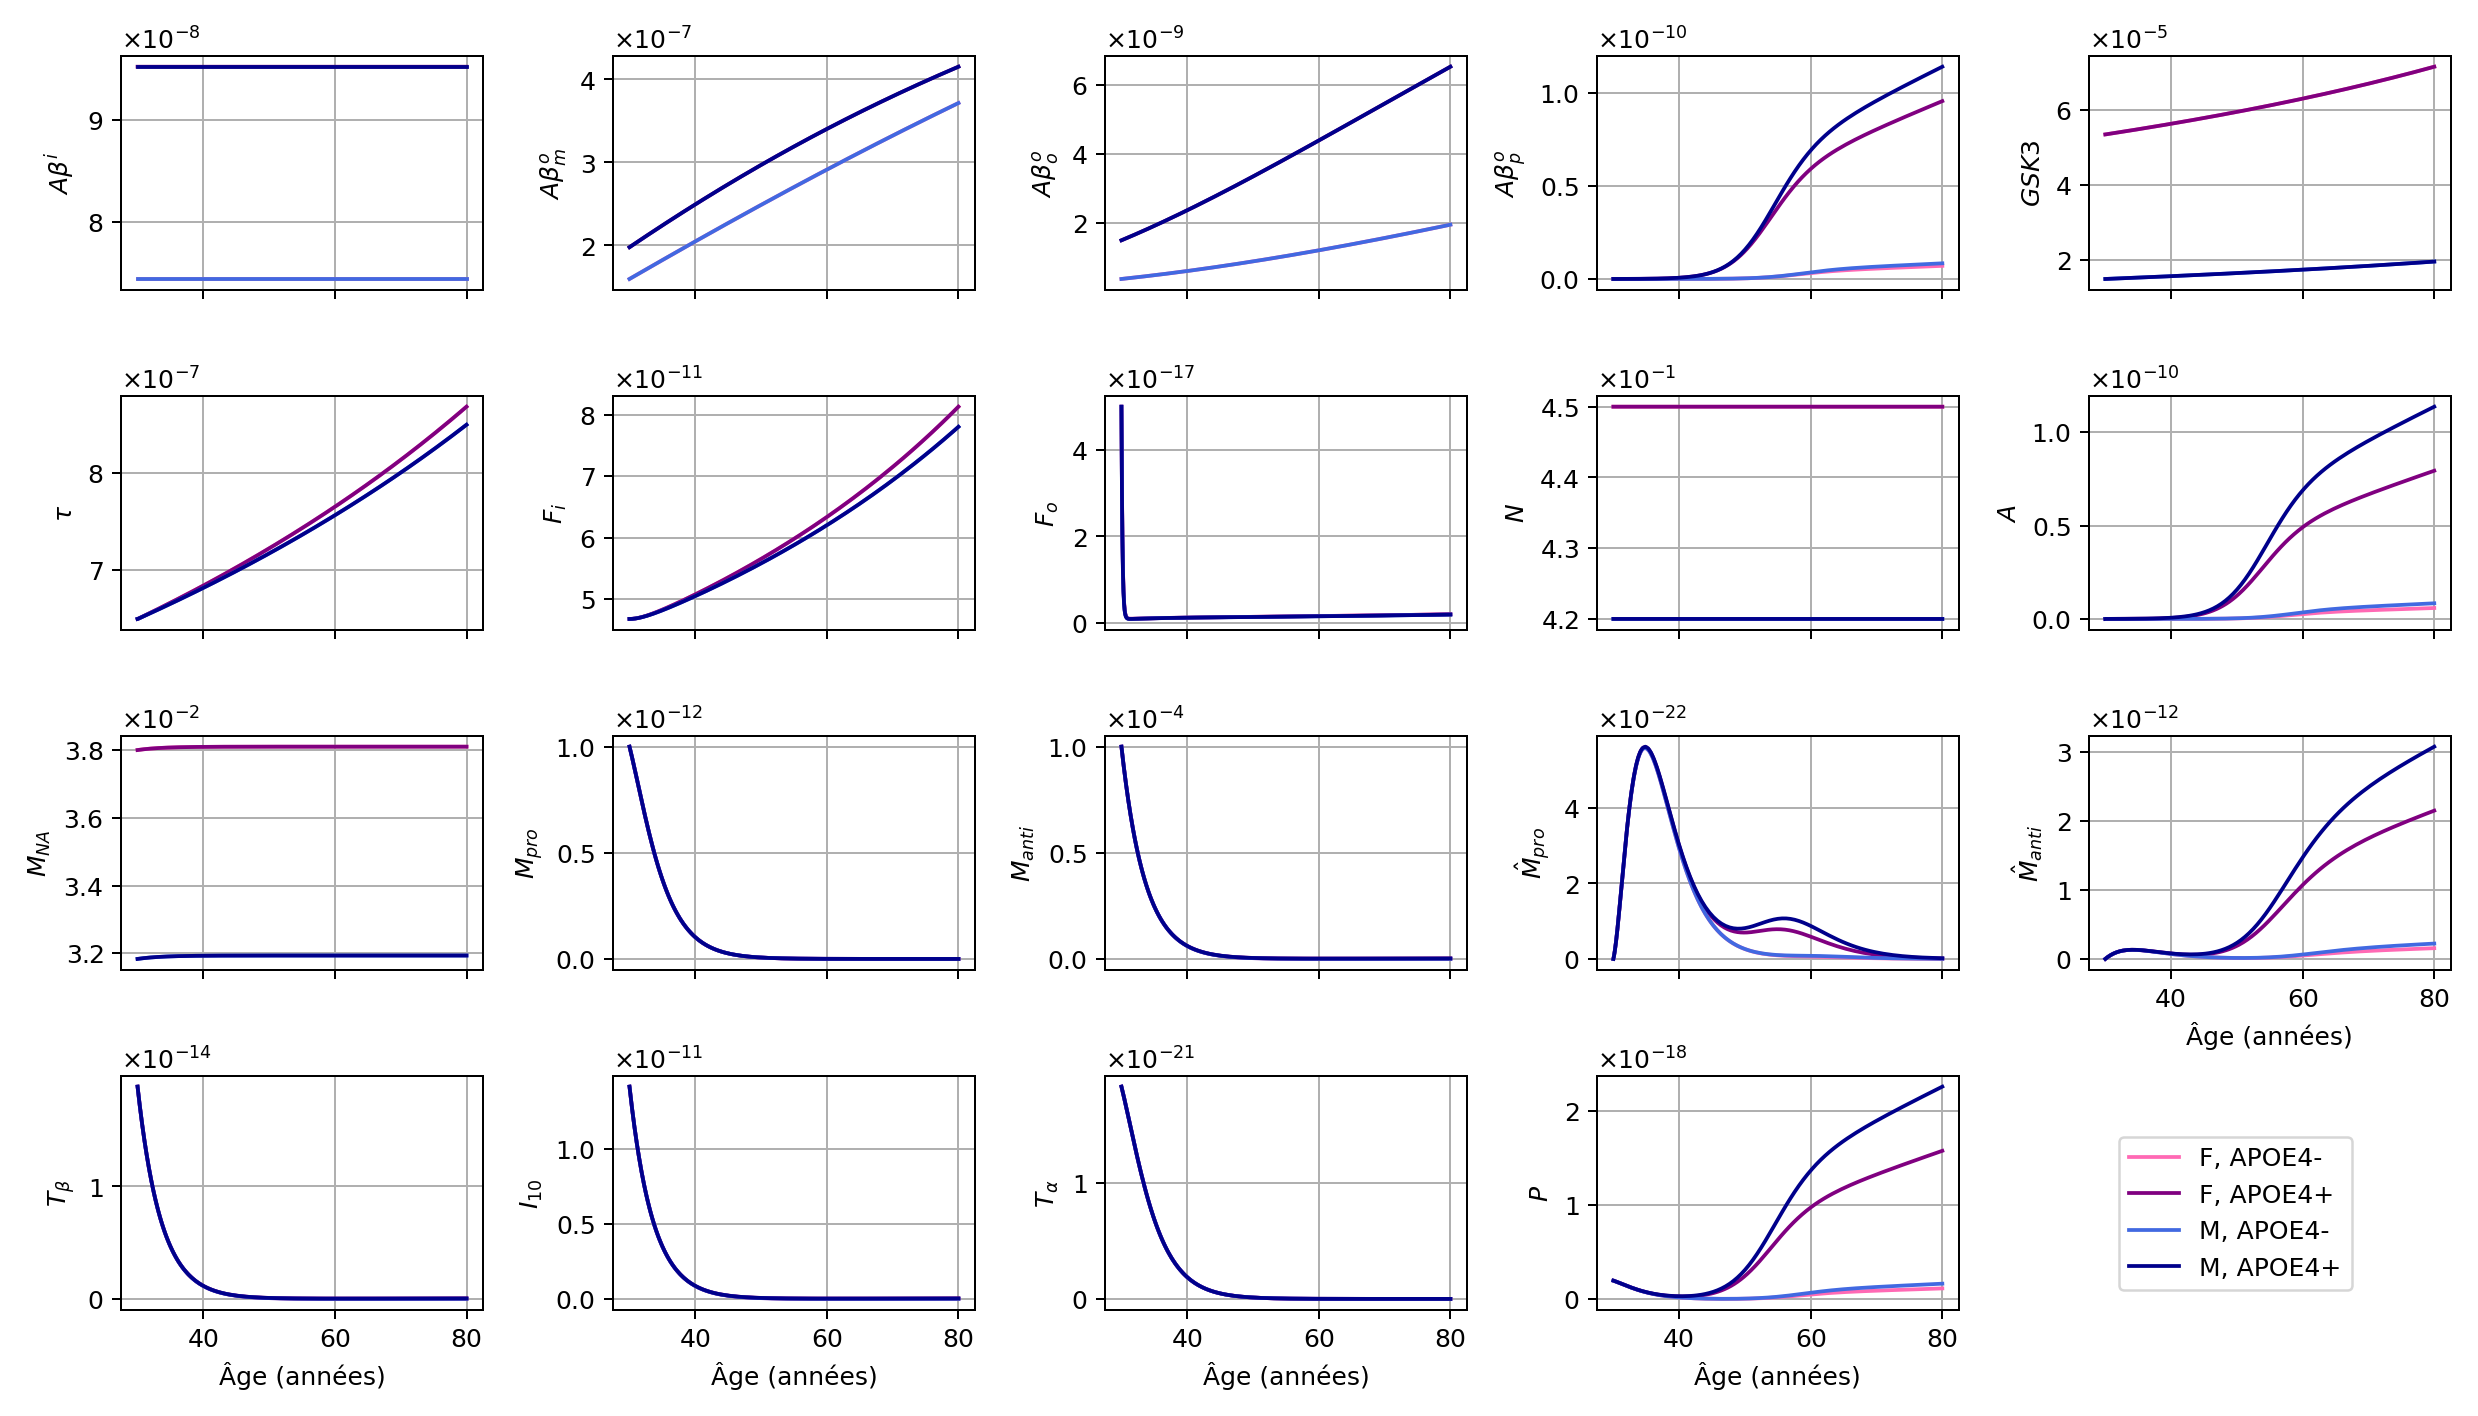 ×10⁻⁸ ×10⁻⁷ ×10⁻⁹ ×10⁻¹⁰ ×10⁻⁵
Aβⁱ 9 8
Aβₘᵒ 4 3 2
Aβₒᵒ 6 4 2
Aβₚᵒ 1.0 0.5 0.0
GSK3 6 4 2
×10⁻⁷ ×10⁻¹¹ ×10⁻¹⁷ ×10⁻¹ ×10⁻¹⁰
τ 8 7
Fᵢ 8 7 6 5
Fₒ 4 2 0
N 4.5 4.4 4.3 4.2
A 1.0 0.5 0.0
×10⁻² ×10⁻¹² ×10⁻⁴ ×10⁻²² ×10⁻¹²
M_NA 3.8 3.6 3.4 3.2
M_pro 1.0 0.5 0.0
M_anti 1.0 0.5 0.0
M̂_pro 4 2 0
M̂_anti 3 2 1 0
40 60 80
Âge (années)
×10⁻¹⁴ ×10⁻¹¹ ×10⁻²¹ ×10⁻¹⁸
T_β 1 0
I₁₀ 1.0 0.5 0.0
T_α 1 0
P 2 1 0
40 60 80 40 60 80 40 60 80 40 60 80
Âge (années) Âge (années) Âge (années) Âge (années)
F, APOE4-
F, APOE4+
M, APOE4-
M, APOE4+